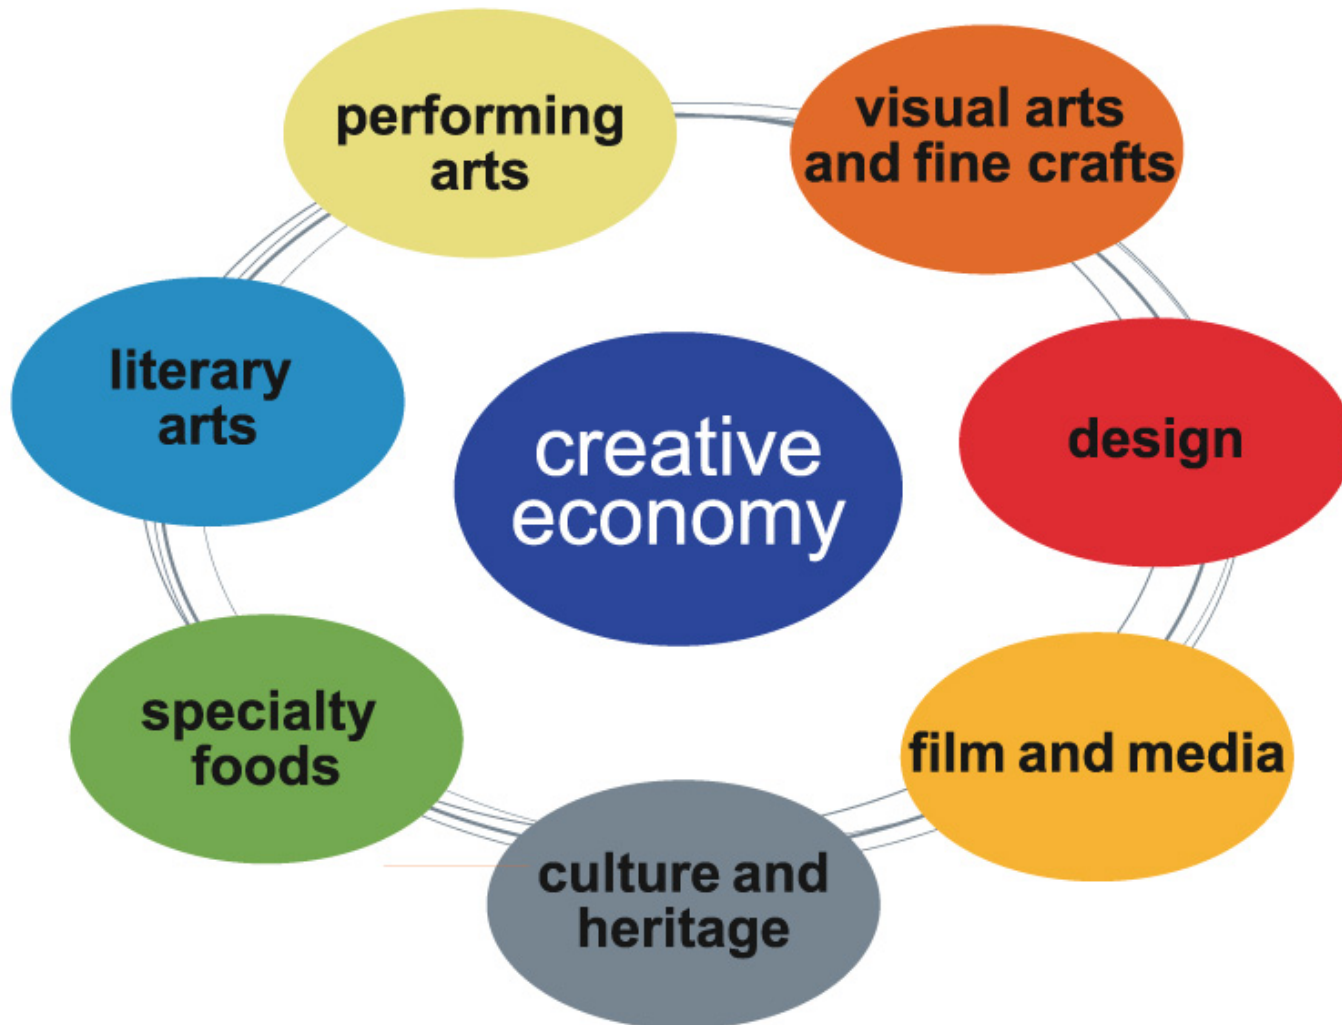 performing
arts
visual arts
and fine crafts
literary
arts
creative
economy
design
specialty
foods
film and media
culture and
heritage